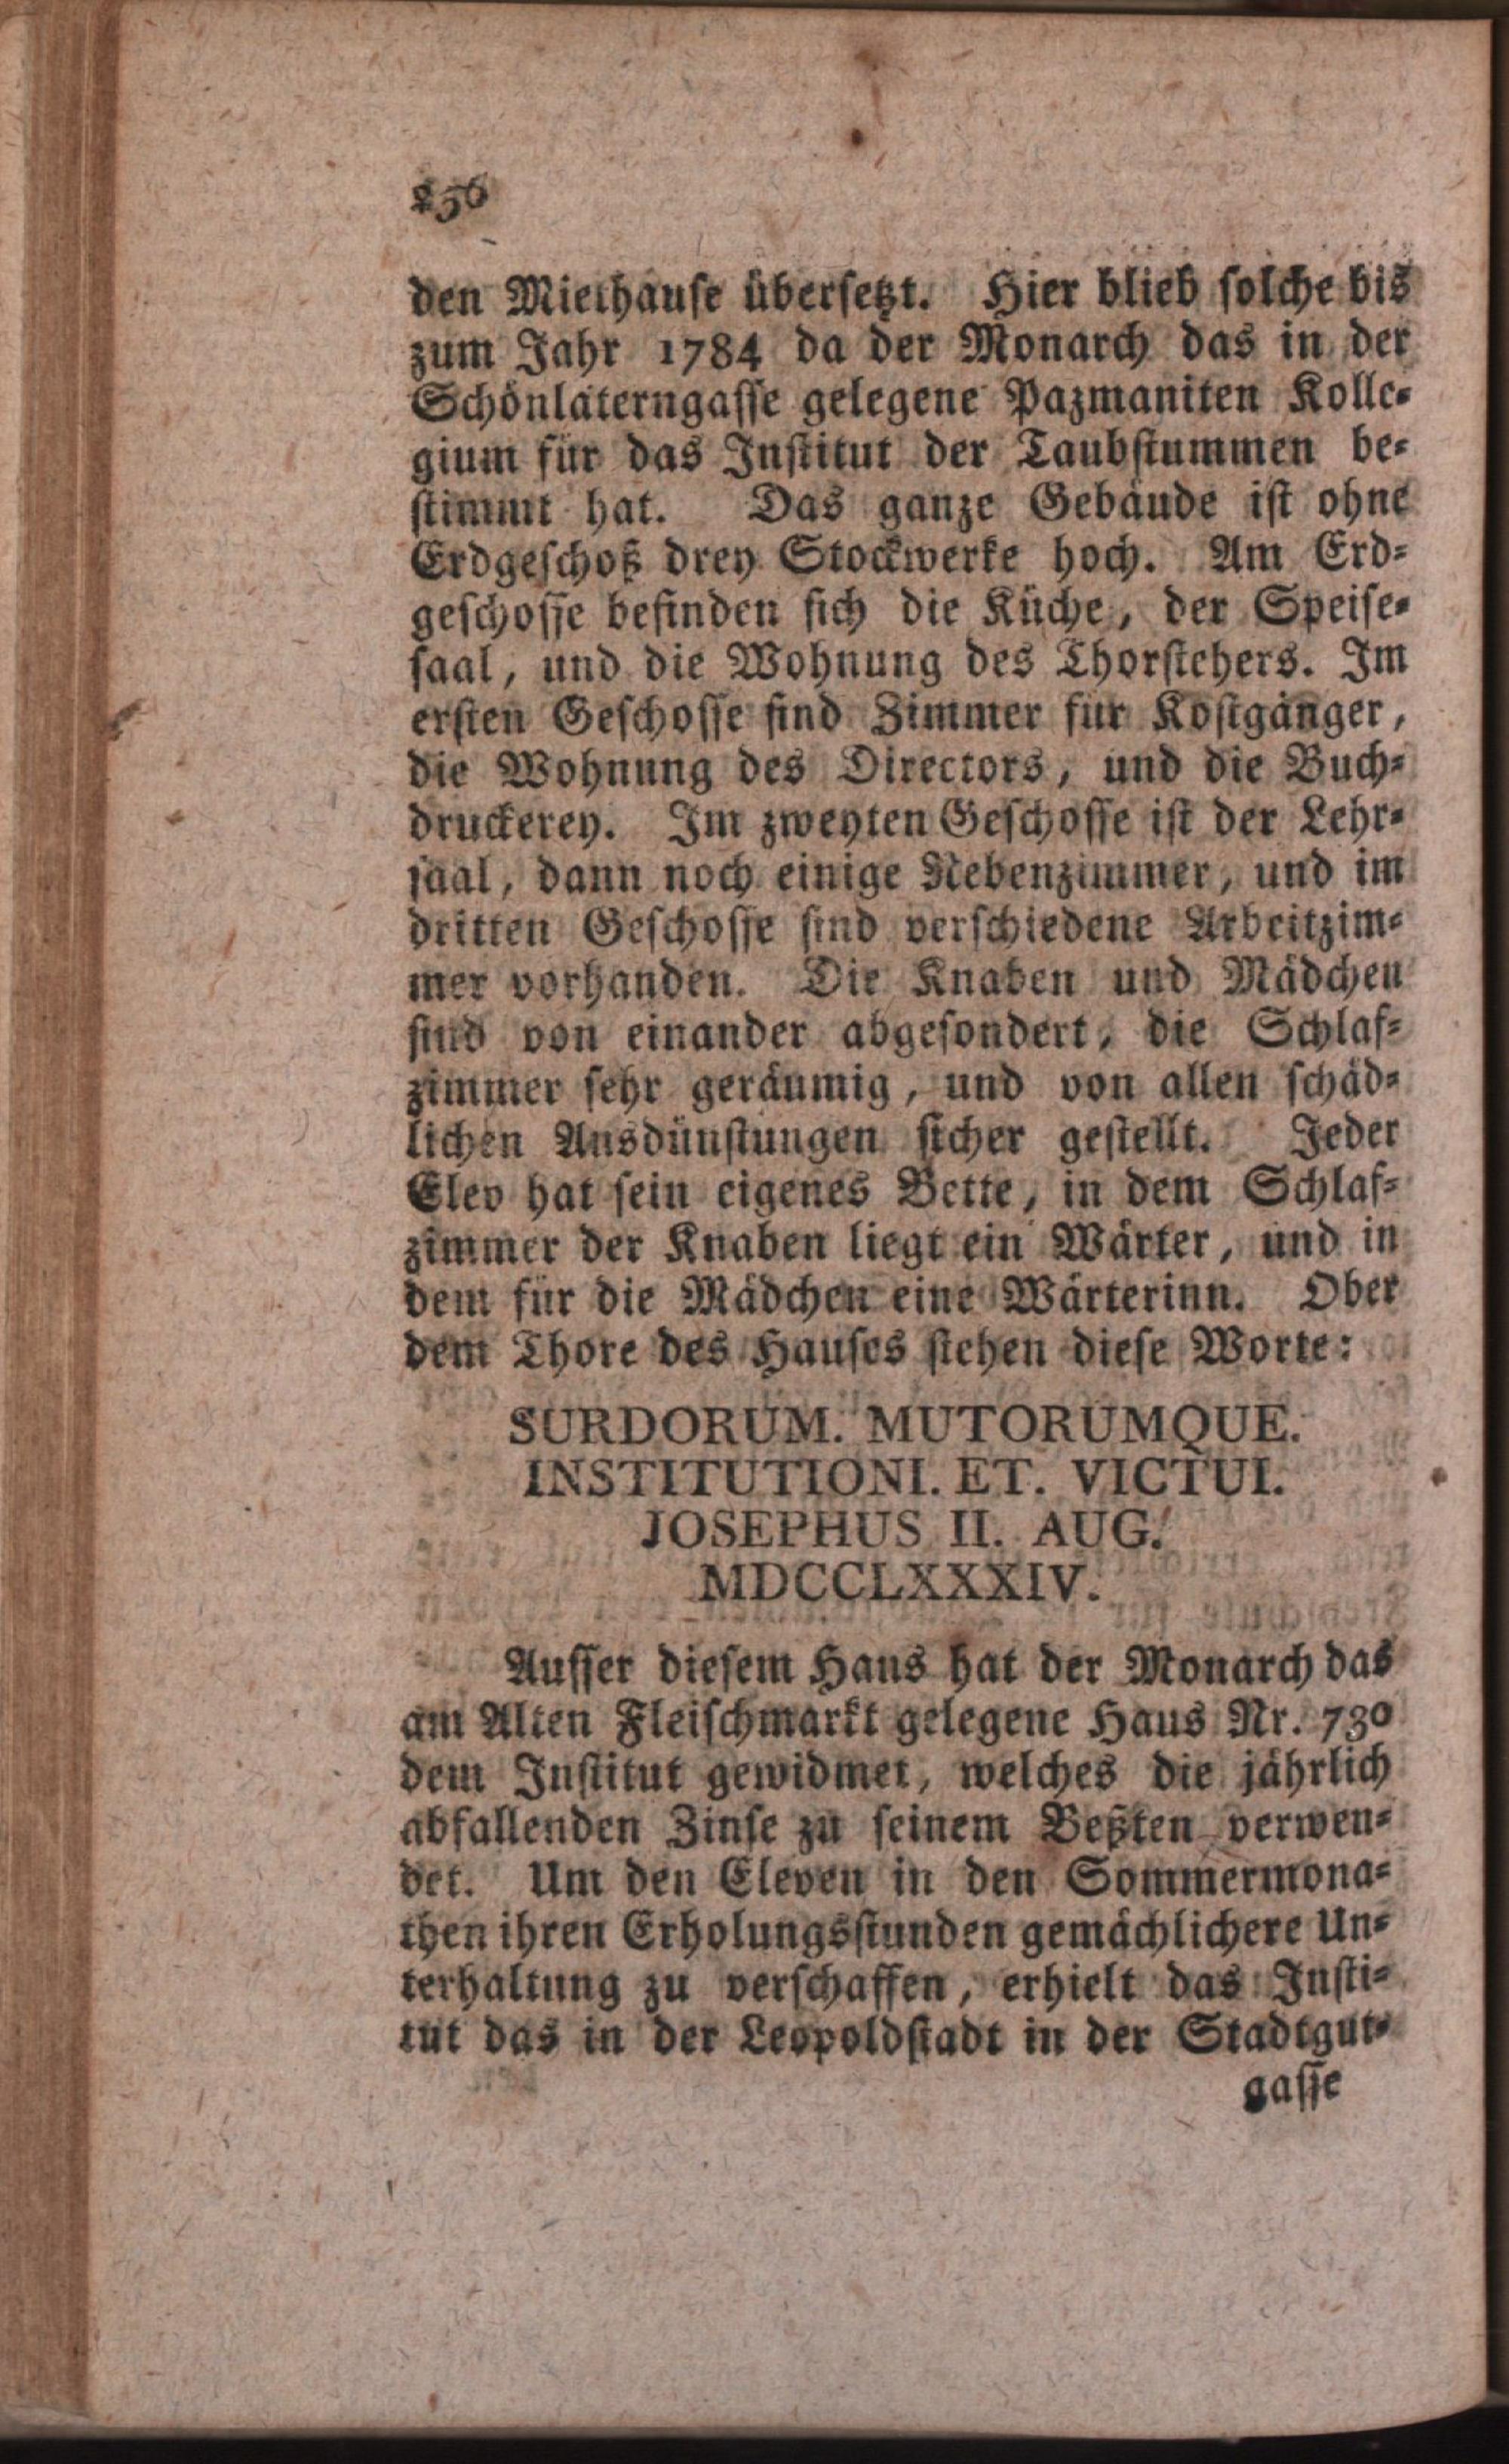 256
den Miethause übersetzt. Hier blieb solche bis
zum Jahr 1784 da der Monarch das in der
Schönlaterngasse gelegene Pazmaniten Kolle-
gium für das Institut der Taubstummen be-
stimmt hat. Das ganze Gebäude ist ohne
Erdgeschoß drey Stockwerke hoch. Am Erd-
geschosse befinden sich die Küche, der Speise-
saal, und die Wohnung des Thorstehers. Im
ersten Geschosse sind Zimmer für Kostgänger,
die Wohnung des Directors, und die Buch-
druckerey. Im zweyten Geschosse ist der Lehr-
saal, dann noch einige Nebenzimmer, und im
dritten Geschosse sind verschiedene Arbeitzim-
mer vorhanden. Die Knaben und Mädchen
sind von einander abgesondert, die Schlaf-
zimmer sehr geräumig, und von allen schäd-
lichen Ausdünstungen sicher gestellt. Jeder
Elev hat sein eigenes Bette, in dem Schlaf-
zimmer der Knaben liegt ein Wärter, und in
dem für die Mädchen eine Wärterinn. Ober
dem Thore des Hauses stehen diese Worte:
SURDORUM. MUTORUMQUE.
INSTITUTIONI. ET. VICTUI.
JOSEPHUS II. AUG.
MDCCLXXXIV.
Ausser diesem Haus hat der Monarch das
am Alten Fleischmarkt gelegene Haus Nr. 730
dem Institut gewidmet, welches die jährlich
abfallenden Zinse zu seinem Beßten verwen-
det. Um den Eleven in den Sommermona-
then ihren Erholungsstunden gemächlichere Un-
terhaltung zu verschaffen, erhielt das Insti-
tut das in der Leopoldstadt in der Stadtgut-
gasse